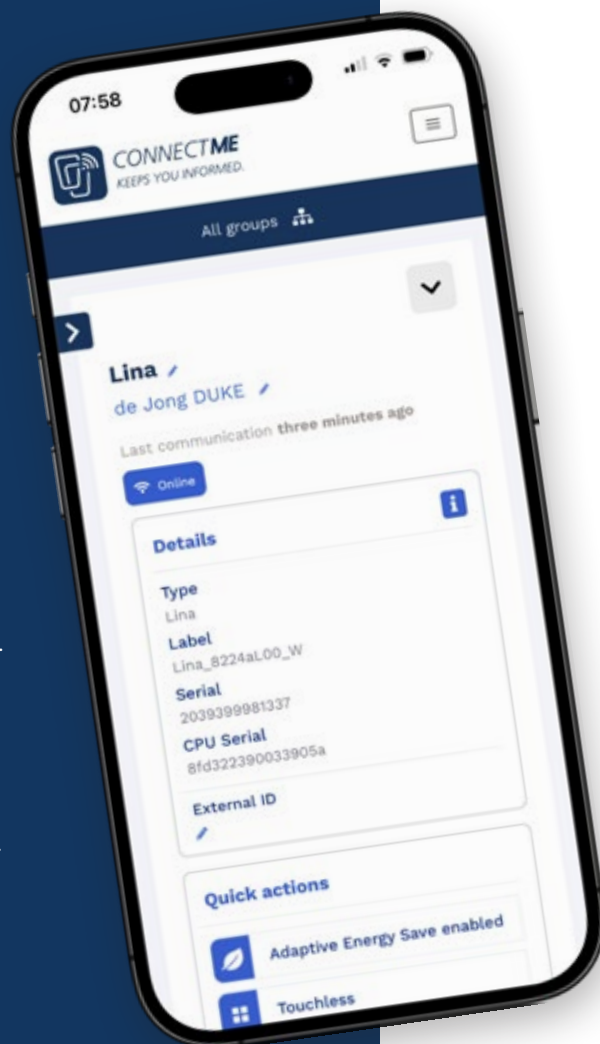 07:58
CONNECTME
KEEPS YOU INFORMED.
All groups
Lina
de Jong DUKE
Last communication three minutes ago
Online
Details
Type
Lina
Label
Lina_8224aL00_W
Serial
2039399981337
CPU Serial
8fd322390033905a
External ID
Quick actions
Adaptive Energy Save enabled
Touchless